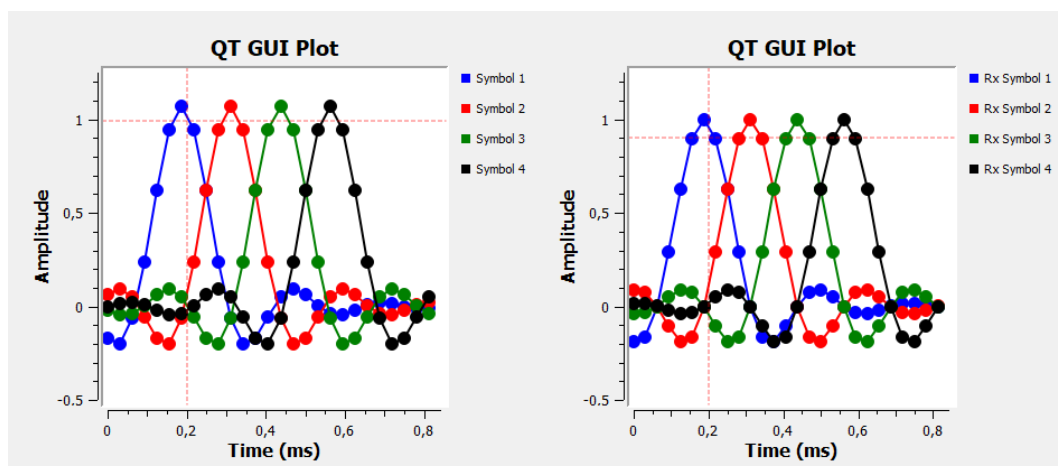 QT GUI Plot
Amplitude
1
0,5
0
-0.5
0
0,2
0,4
0,6
0,8
Time (ms)
Symbol 1
Symbol 2
Symbol 3
Symbol 4
QT GUI Plot
Amplitude
1
0,5
0
-0.5
0
0,2
0,4
0,6
0,8
Time (ms)
Rx Symbol 1
Rx Symbol 2
Rx Symbol 3
Rx Symbol 4